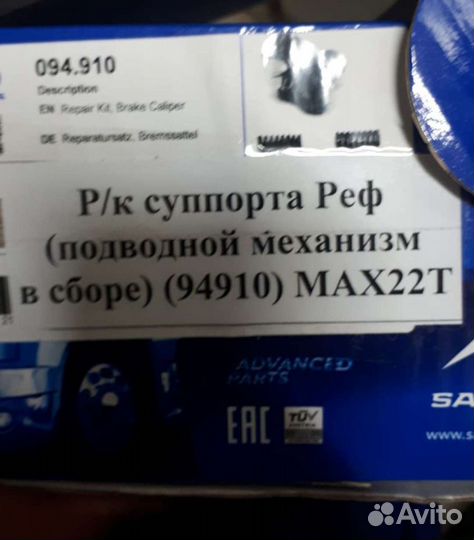 094.910
Description
EN Repair Kit, Brake Caliper
DE Reparatursatz, Bremssattel
Р/к суппорта Реф
(подводной механизм
в сборе) (94910) MAX22T
ADVANCED
PARTS
EAC
TÜV
AUSTRIA
SA
www.s
Avito